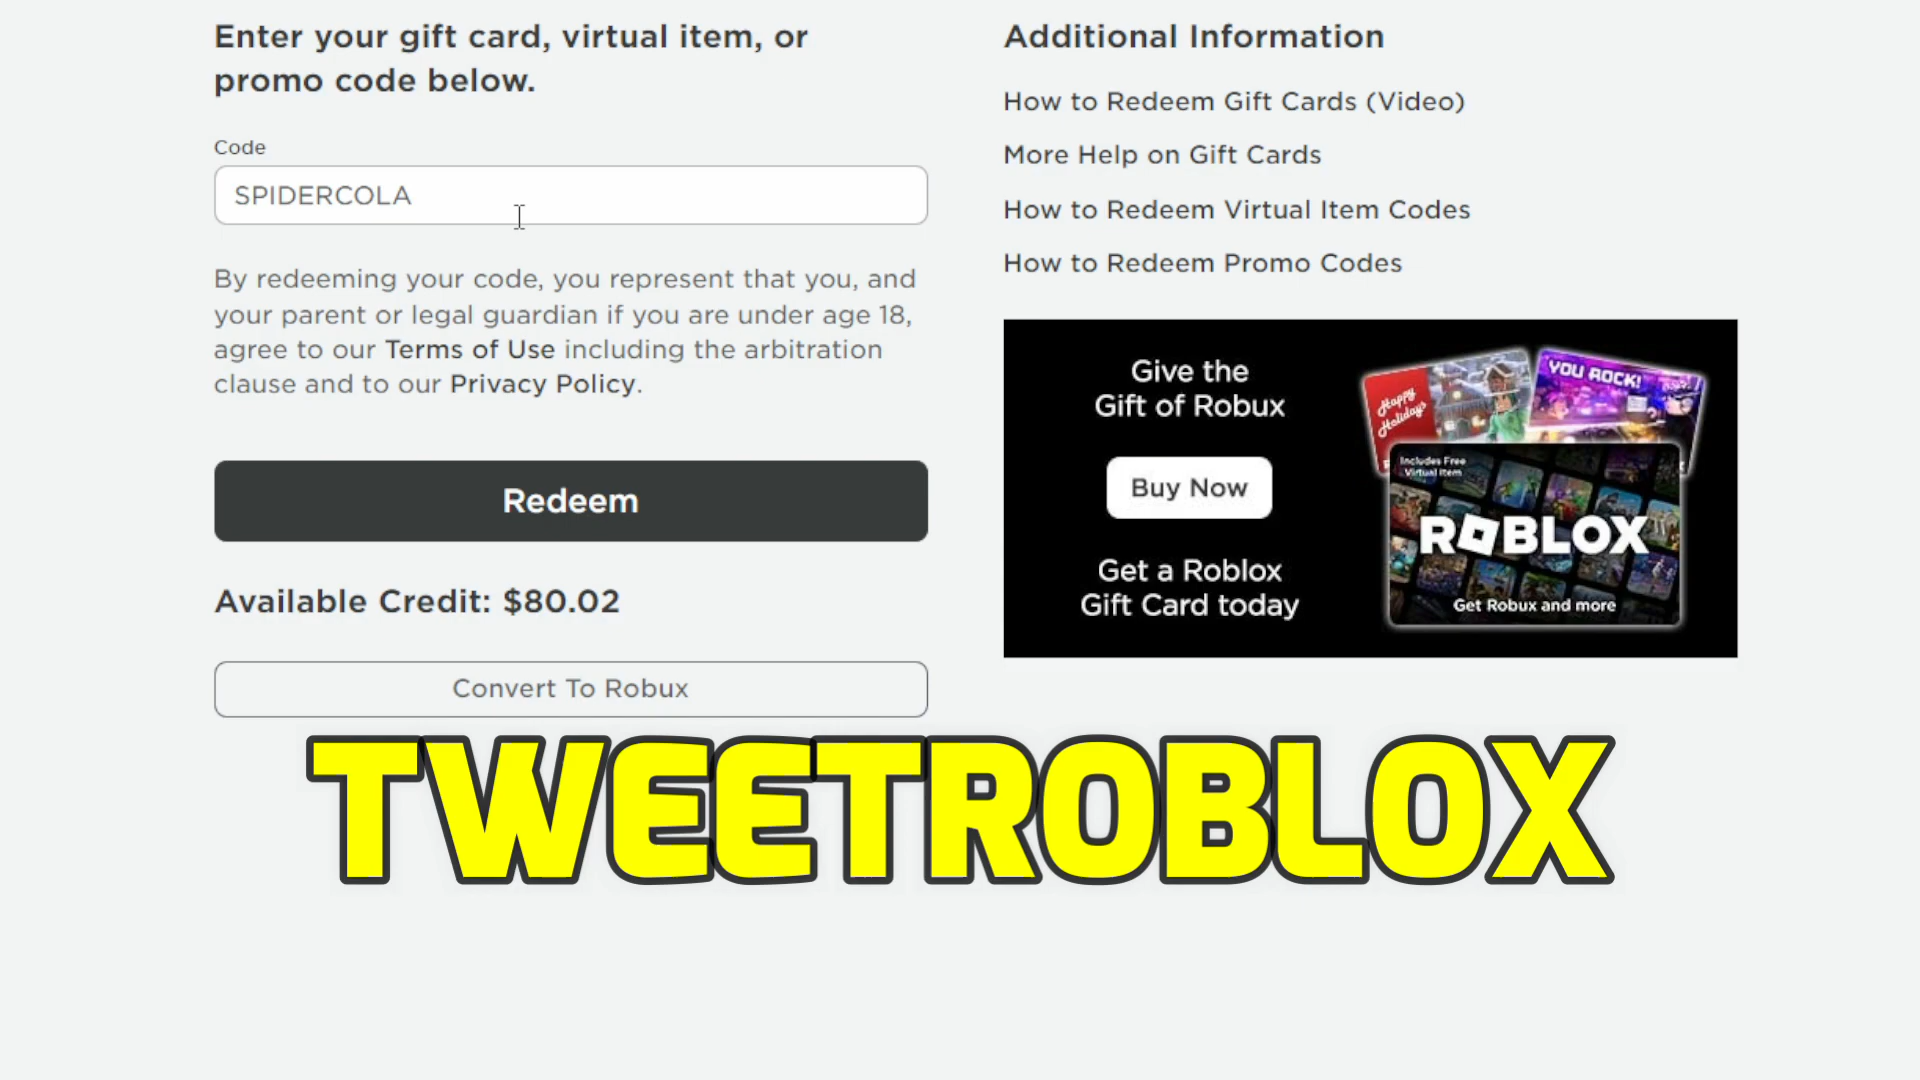 Enter your gift card, virtual item, or
promo code below.
Code
SPIDERCOLA
By redeeming your code, you represent that you, and
your parent or legal guardian if you are under age 18,
agree to our Terms of Use including the arbitration
clause and to our Privacy Policy.
Redeem
Available Credit: $80.02
Convert To Robux
Additional Information
How to Redeem Gift Cards (Video)
More Help on Gift Cards
How to Redeem Virtual Item Codes
How to Redeem Promo Codes
Give the
Gift of Robux
Buy Now
Get a Roblox
Gift Card today
Happy
Holidays
YOU ROCK!
Includes Free
Virtual Item
ROBLOX
Get Robux and more
TWEETROBLOX